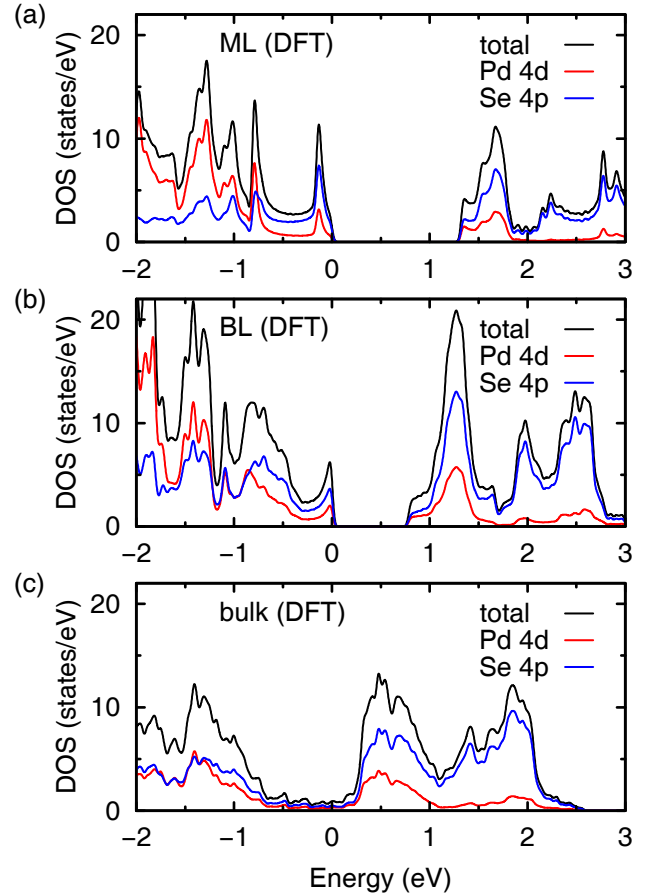 (a)
ML (DFT)
total
Pd 4d
Se 4p
DOS (states/eV)
20
10
0
−2 −1 0 1 2 3
(b)
BL (DFT)
total
Pd 4d
Se 4p
DOS (states/eV)
20
10
0
−2 −1 0 1 2 3
(c)
bulk (DFT)
total
Pd 4d
Se 4p
DOS (states/eV)
20
10
0
−2 −1 0 1 2 3
Energy (eV)